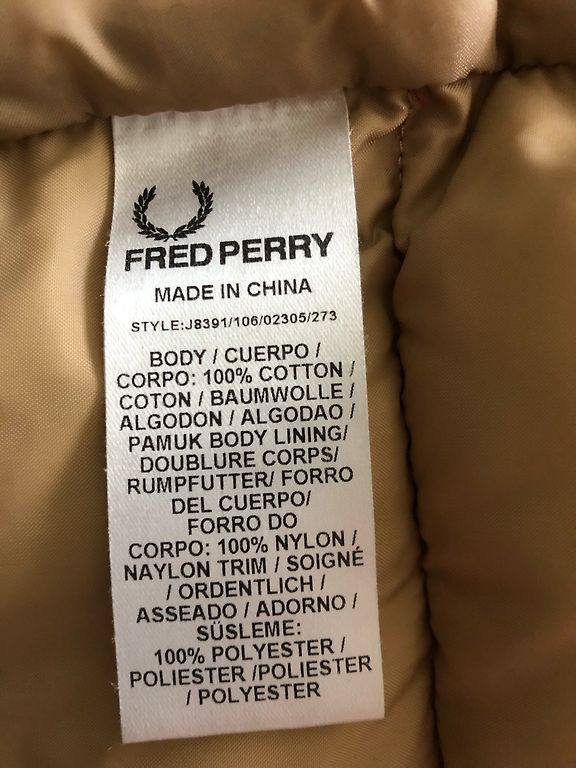 FRED PERRY
MADE IN CHINA
STYLE:J8391/106/02305/273
BODY / CUERPO /
CORPO: 100% COTTON /
COTON / BAUMWOLLE /
ALGODON / ALGODAO /
PAMUK BODY LINING/
DOUBLURE CORPS/
RUMPFUTTER/ FORRO
DEL CUERPO/
FORRO DO
CORPO: 100% NYLON /
NAYLON TRIM / SOIGNÉ
/ ORDENTLICH /
ASSEADO / ADORNO /
SÜSLEME:
100% POLYESTER /
POLIESTER /POLIESTER
/ POLYESTER